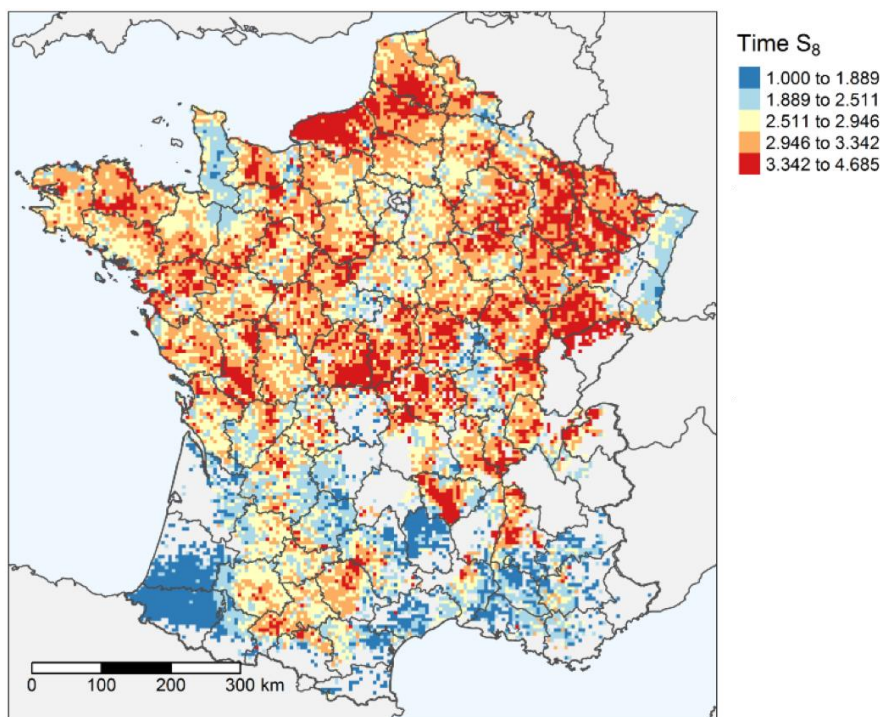 Time S₈
1.000 to 1.889
1.889 to 2.511
2.511 to 2.946
2.946 to 3.342
3.342 to 4.685
0 100 200 300 km